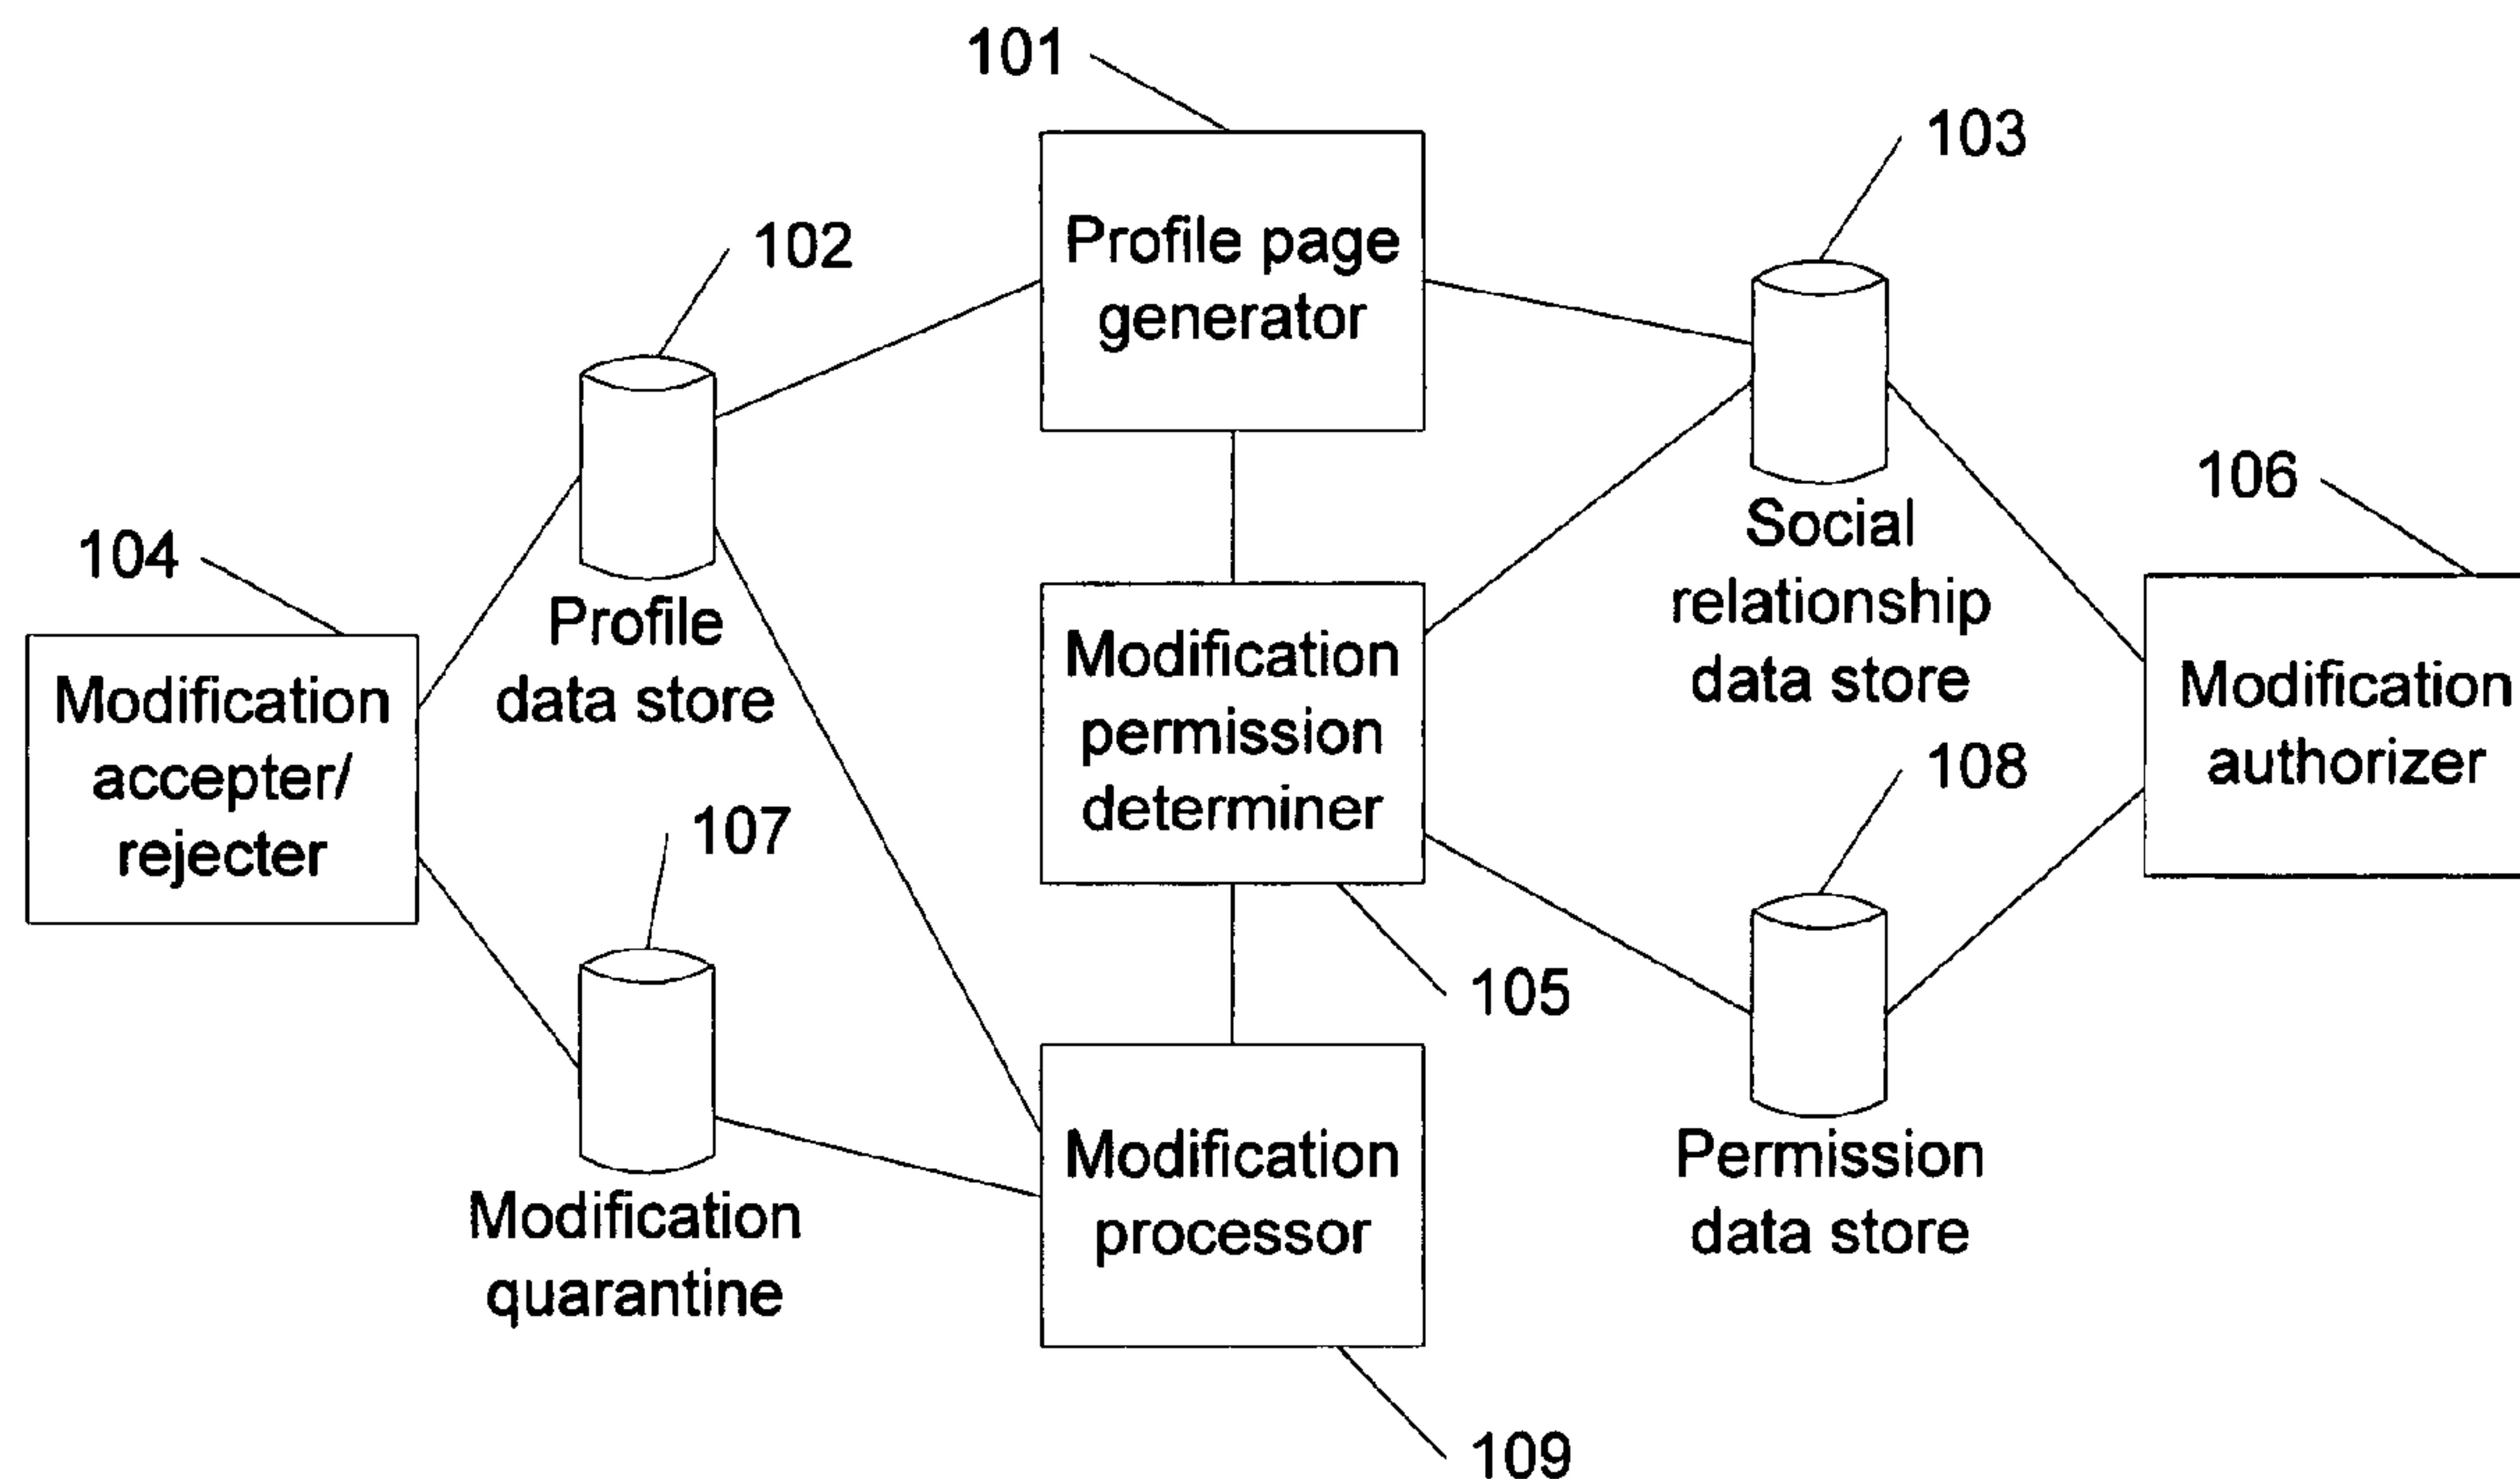 101
103
102
Profile page
generator
106
104
Social
relationship
data store
Profile
data store
Modification
permission
determiner
Modification
authorizer
Modification
accepter/
rejecter
107
108
105
Modification
processor
Permission
data store
Modification
quarantine
109